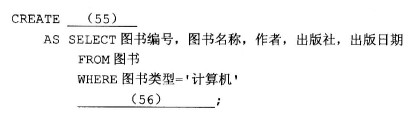 CREATE (55)
AS SELECT 图书编号，图书名称，作者，出版社，出版日期
FROM 图书
WHERE 图书类型='计算机'
(56) ;